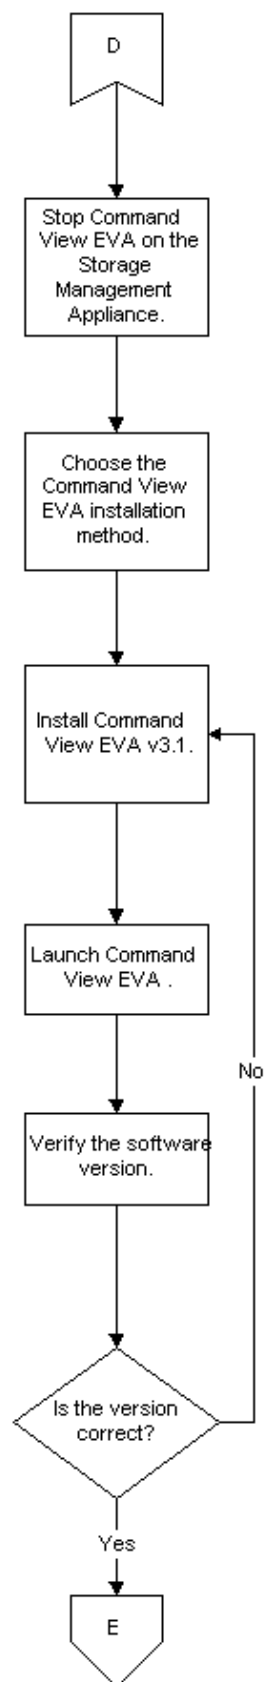 D
Stop Command
View EVA on the
Storage
Management
Appliance.
Choose the
Command View
EVA installation
method.
Install Command
View EVA v3.1.
Launch Command
View EVA .
No
Verify the software
version.
Is the version
correct?
Yes
E